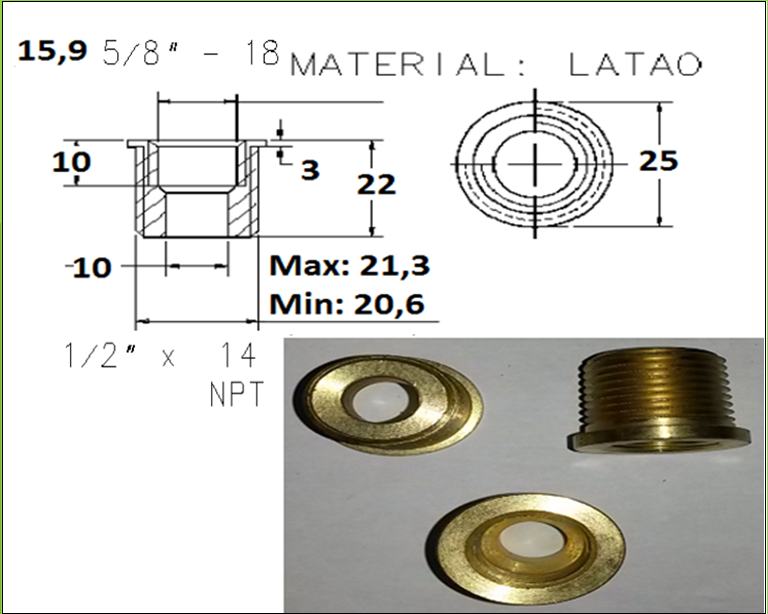 15,9 5/8" - 18 MATERIAL: LATAO
10
3
22
25
10
Max: 21,3
Min: 20,6
1/2" x 14
NPT